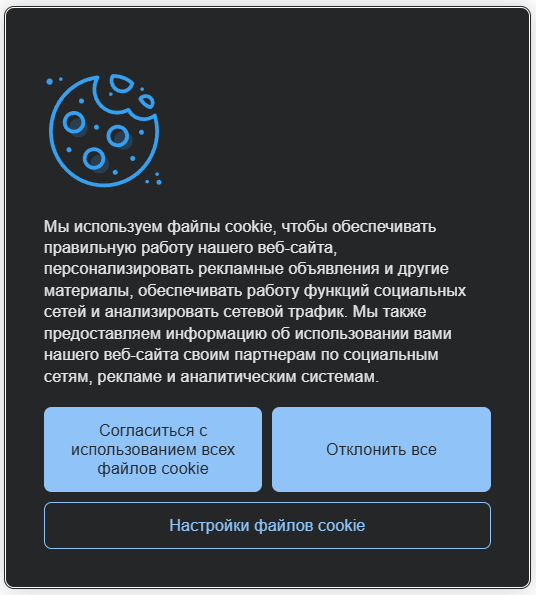 Мы используем файлы cookie, чтобы обеспечивать
правильную работу нашего веб-сайта,
персонализировать рекламные объявления и другие
материалы, обеспечивать работу функций социальных
сетей и анализировать сетевой трафик. Мы также
предоставляем информацию об использовании вами
нашего веб-сайта своим партнерам по социальным
сетям, рекламе и аналитическим системам.
Согласиться с
использованием всех
файлов cookie
Отклонить все
Настройки файлов cookie